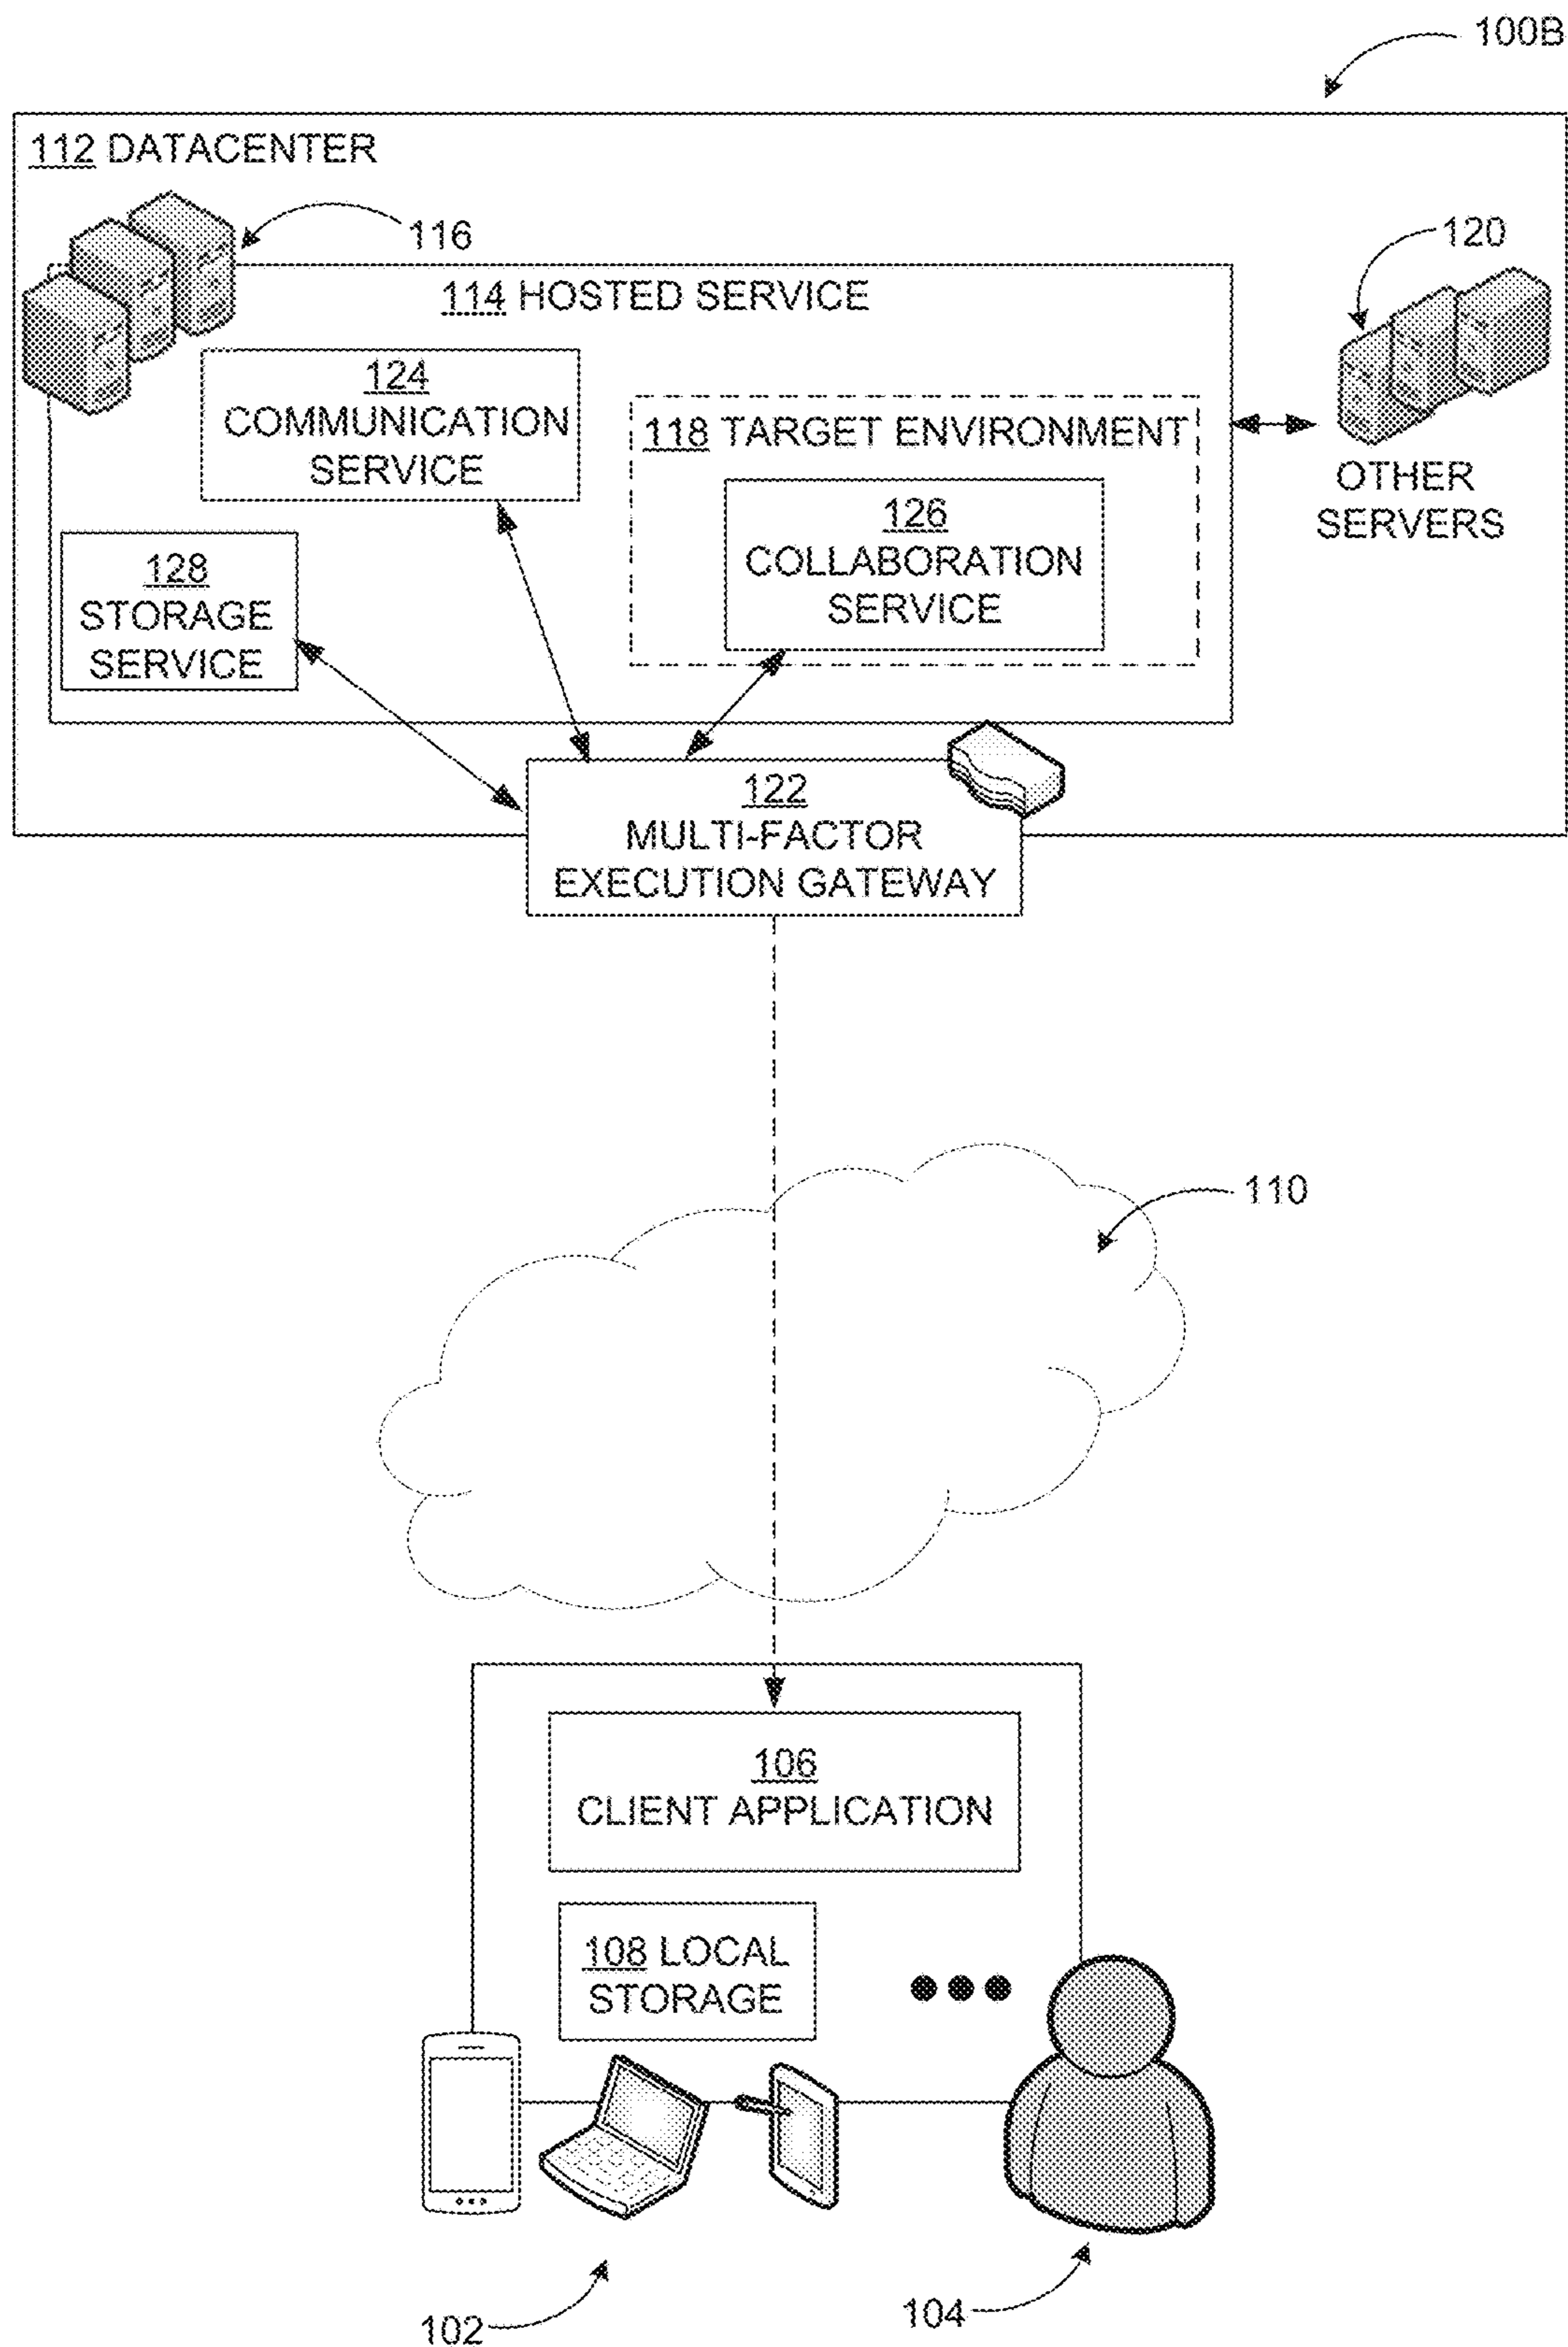 100B
112 DATACENTER
116
120
114 HOSTED SERVICE
124
COMMUNICATION
SERVICE
118 TARGET ENVIRONMENT
126
COLLABORATION
SERVICE
OTHER
SERVERS
128
STORAGE
SERVICE
122
MULTI-FACTOR
EXECUTION GATEWAY
110
106
CLIENT APPLICATION
108 LOCAL
STORAGE
102
104